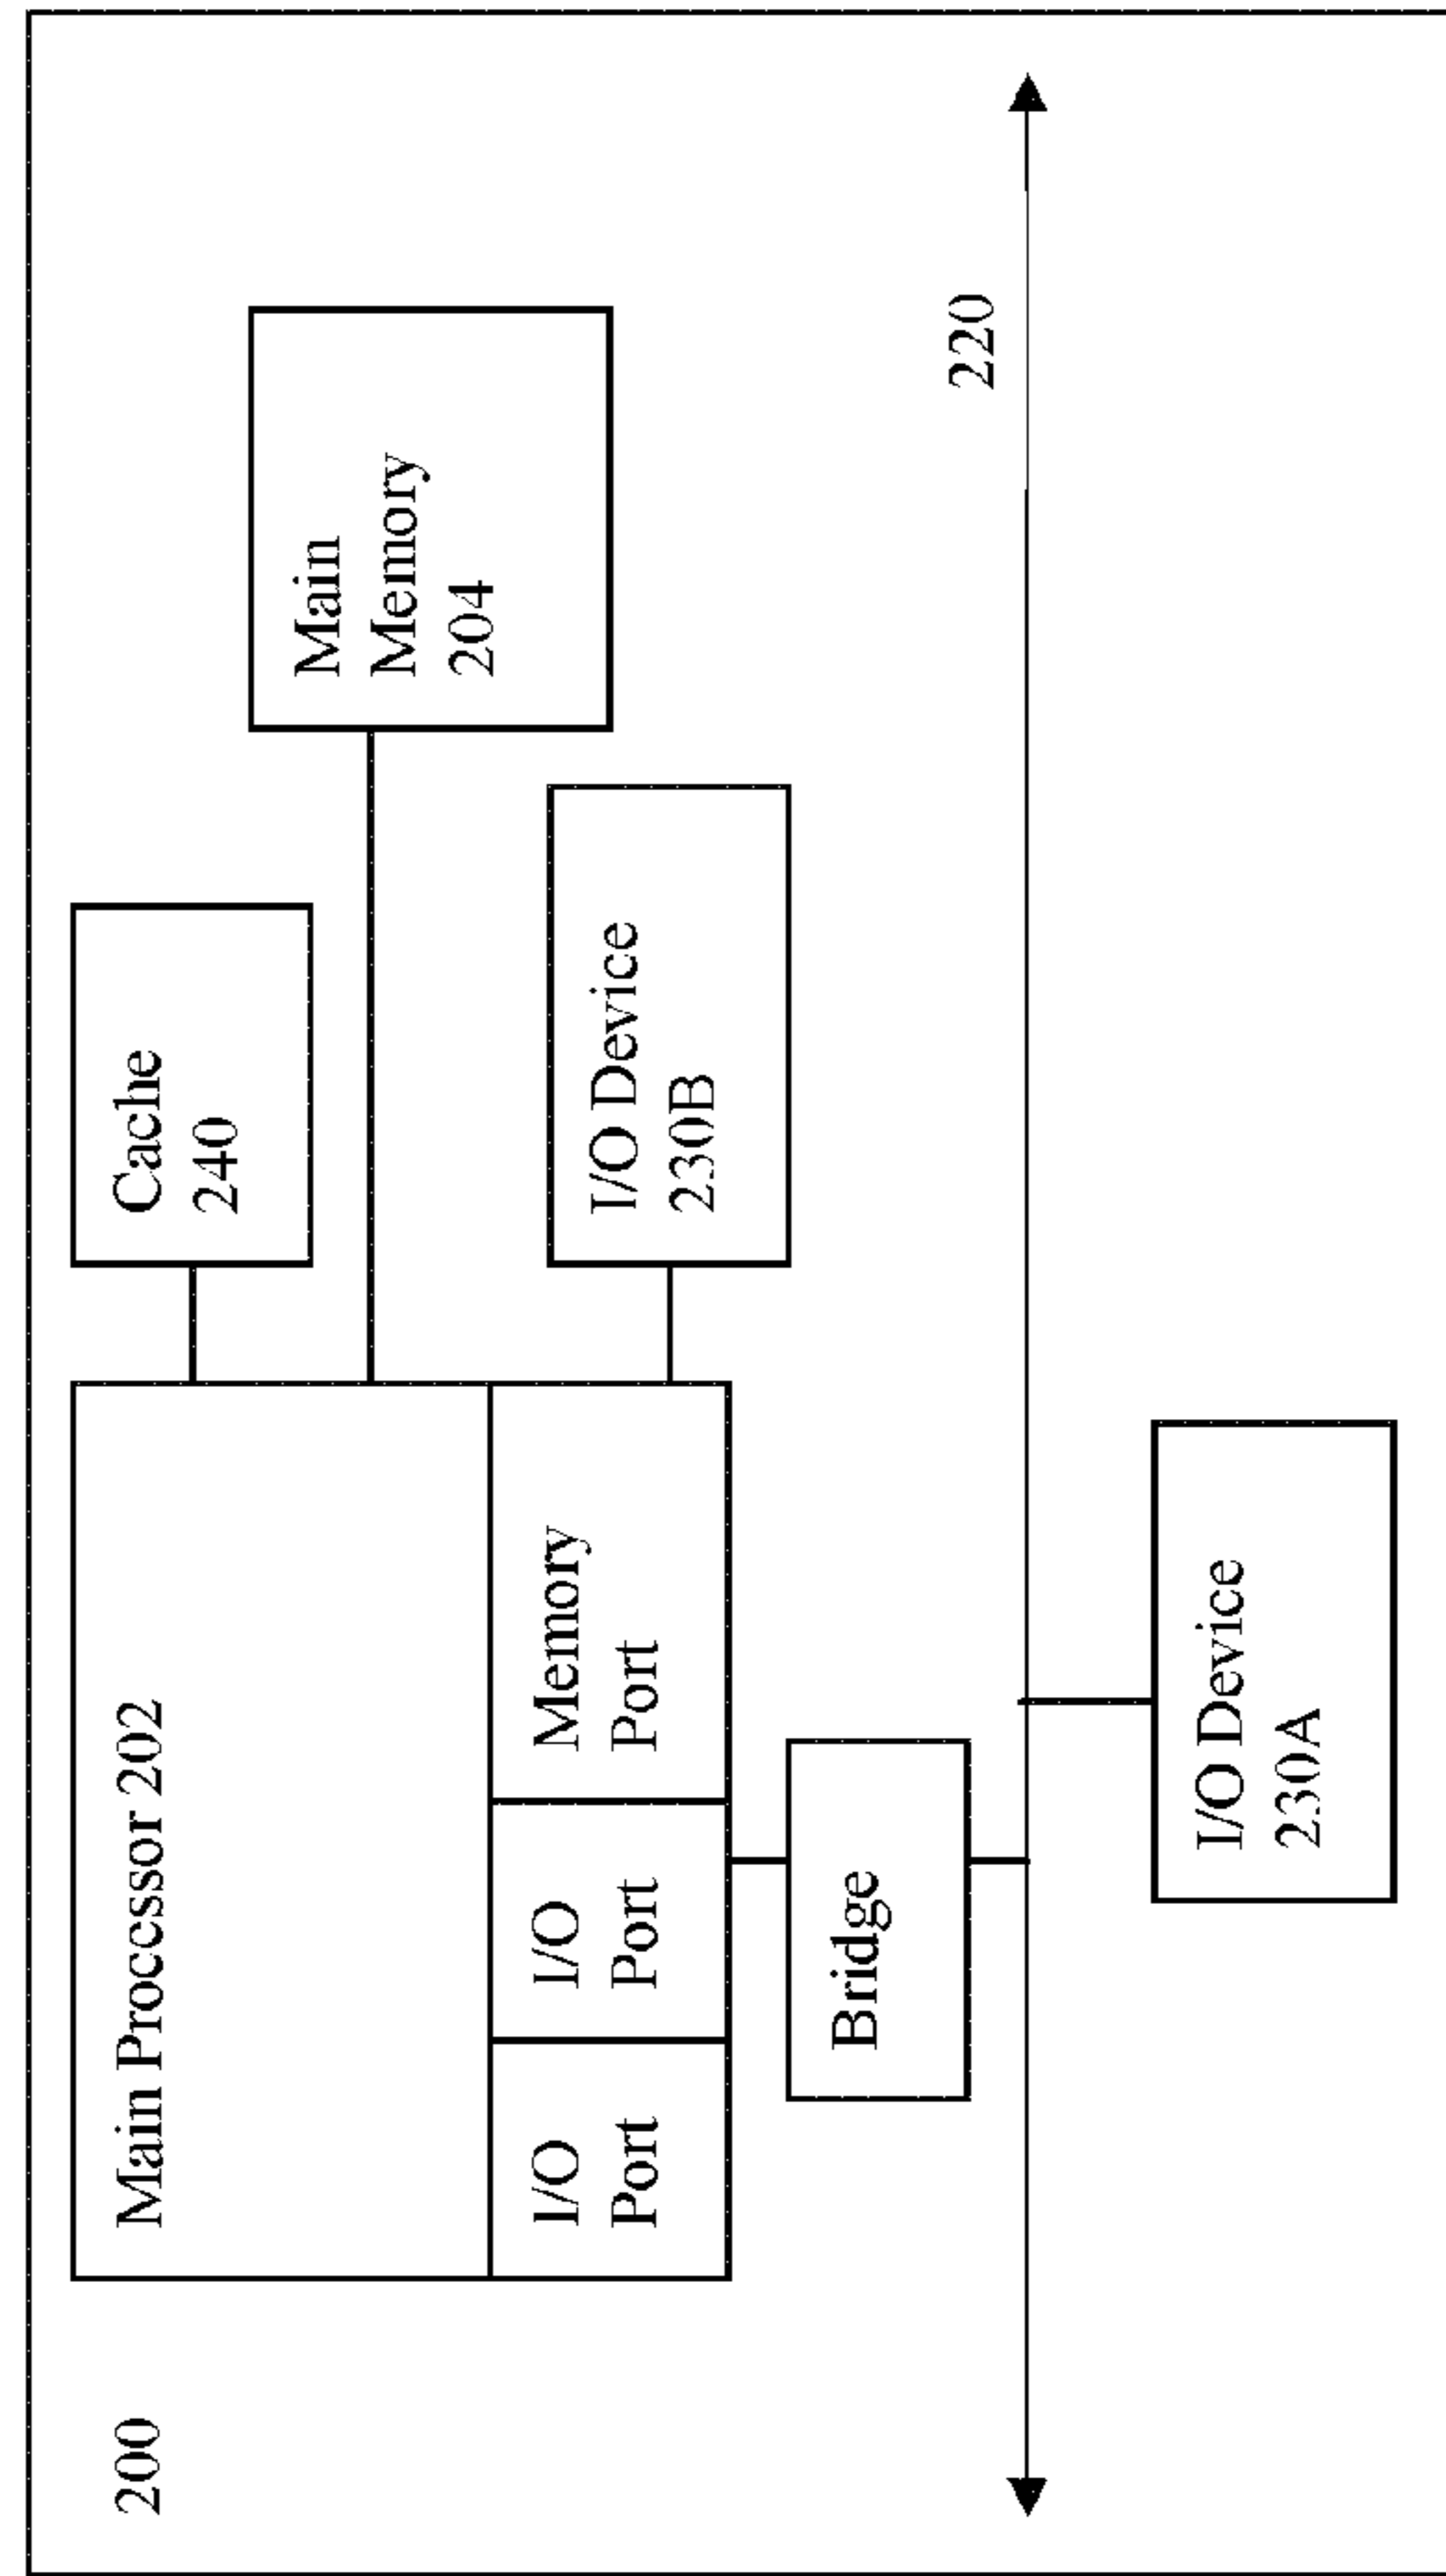 200
Main Processor 202
Cache
240
Main
Memory
204
I/O
Port
I/O
Port
Memory
Port
I/O Device
230B
Bridge
220
I/O Device
230A